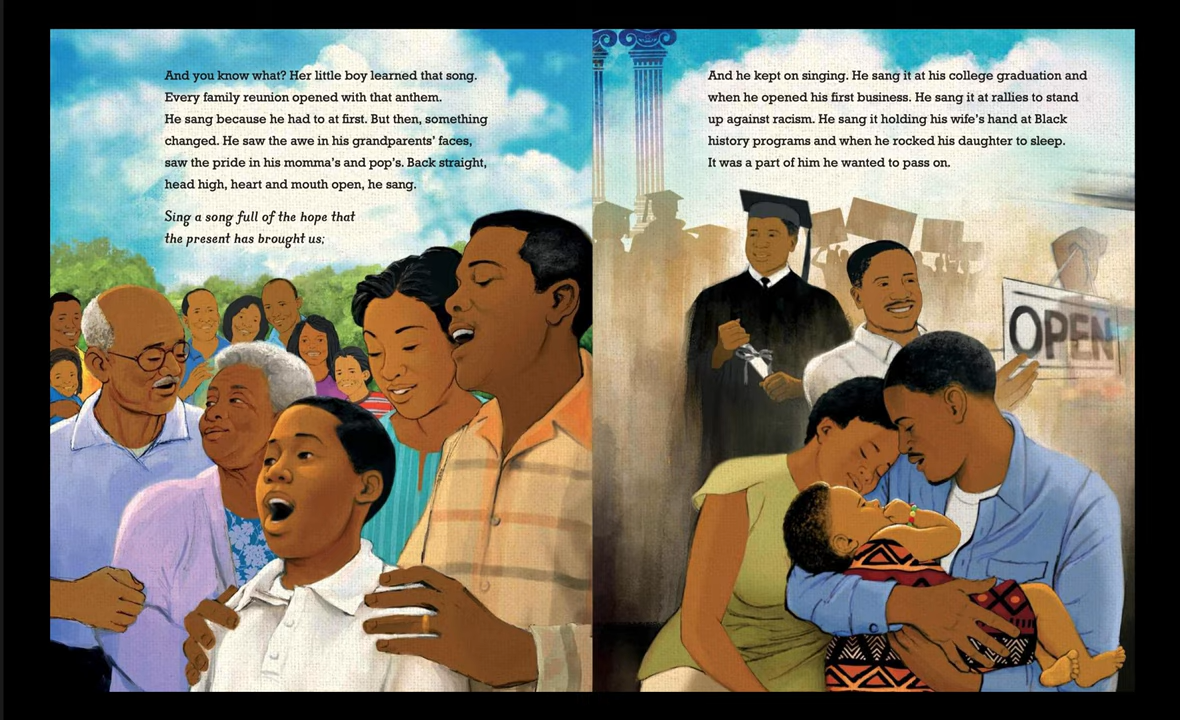 And you know what? Her little boy learned that song.
Every family reunion opened with that anthem.
He sang because he had to at first. But then, something
changed. He saw the awe in his grandparents’ faces,
saw the pride in his momma’s and pop’s. Back straight,
head high, heart and mouth open, he sang.
Sing a song full of the hope that
the present has brought us;
And he kept on singing. He sang it at his college graduation and
when he opened his first business. He sang it at rallies to stand
up against racism. He sang it holding his wife’s hand at Black
history programs and when he rocked his daughter to sleep.
It was a part of him he wanted to pass on.
OPEN